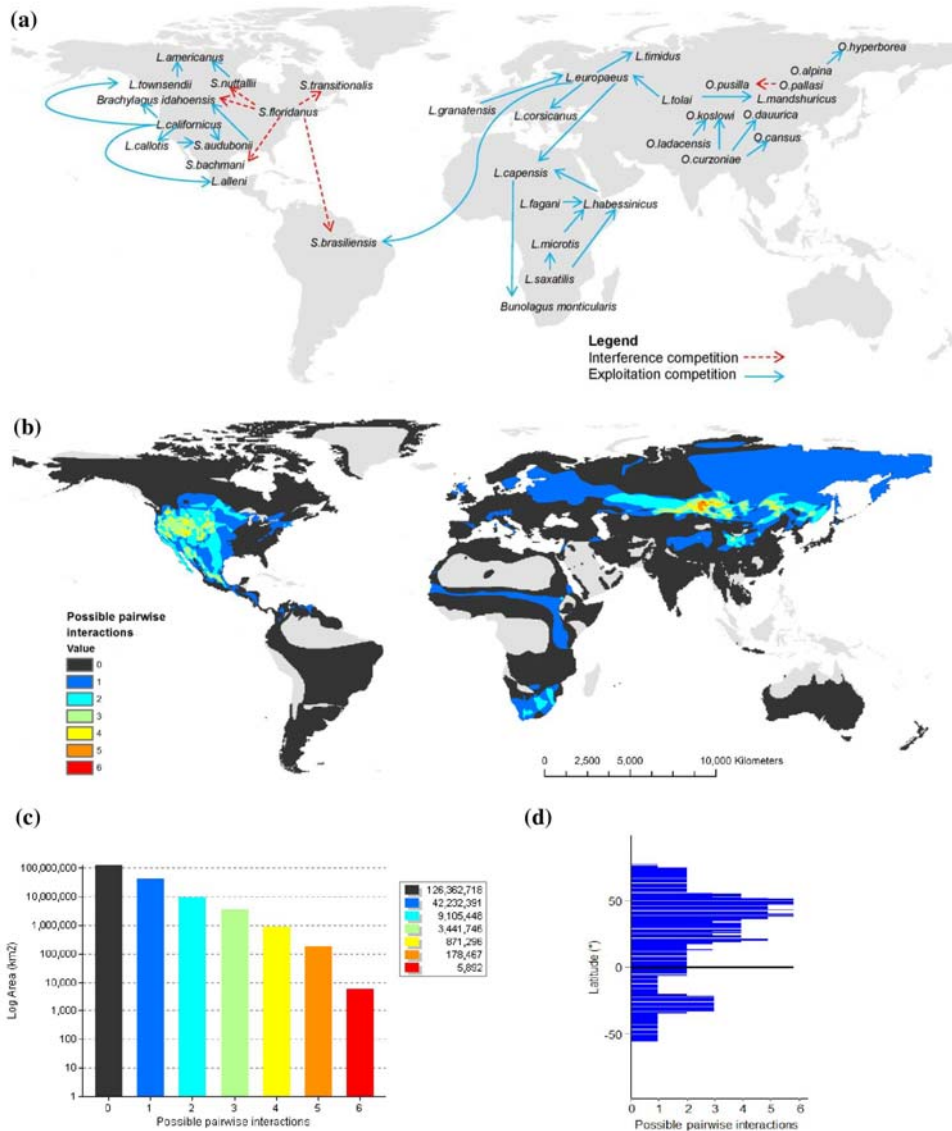 (a)
L.americanus
L.timidus
O.hyperborea
O.alpina
L.townsendii
S.nuttallii
S.transitionalis
L.europaeus
O.pusilla
O.pallasi
Brachylagus idahoensis
S.floridanus
L.granatensis
L.tolai
L.mandshuricus
L.corsicanus
O.koslowi
O.dauurica
L.californicus
O.cansus
L.callotis
S.audubonii
O.ladacensis
O.curzoniae
S.bachmani
L.alleni
L.capensis
L.fagani
L.habessinicus
S.brasiliensis
L.microtis
L.saxatilis
Bunolagus monticularis
Legend
Interference competition
Exploitation competition
(b)
Possible pairwise
interactions
Value
0
1
2
3
4
5
6
0 2,500 5,000 10,000 Kilometers
(c)
100,000,000
10,000,000
1,000,000
100,000
10,000
1,000
100
10
1
Log Area (km2)
0 1 2 3 4 5 6
Possible pairwise interactions
126,362,718
42,232,391
9,105,448
3,441,746
871,296
178,467
5,892
(d)
50
0
-50
Latitude (°)
0 1 2 3 4 5 6
Possible pairwise interactions